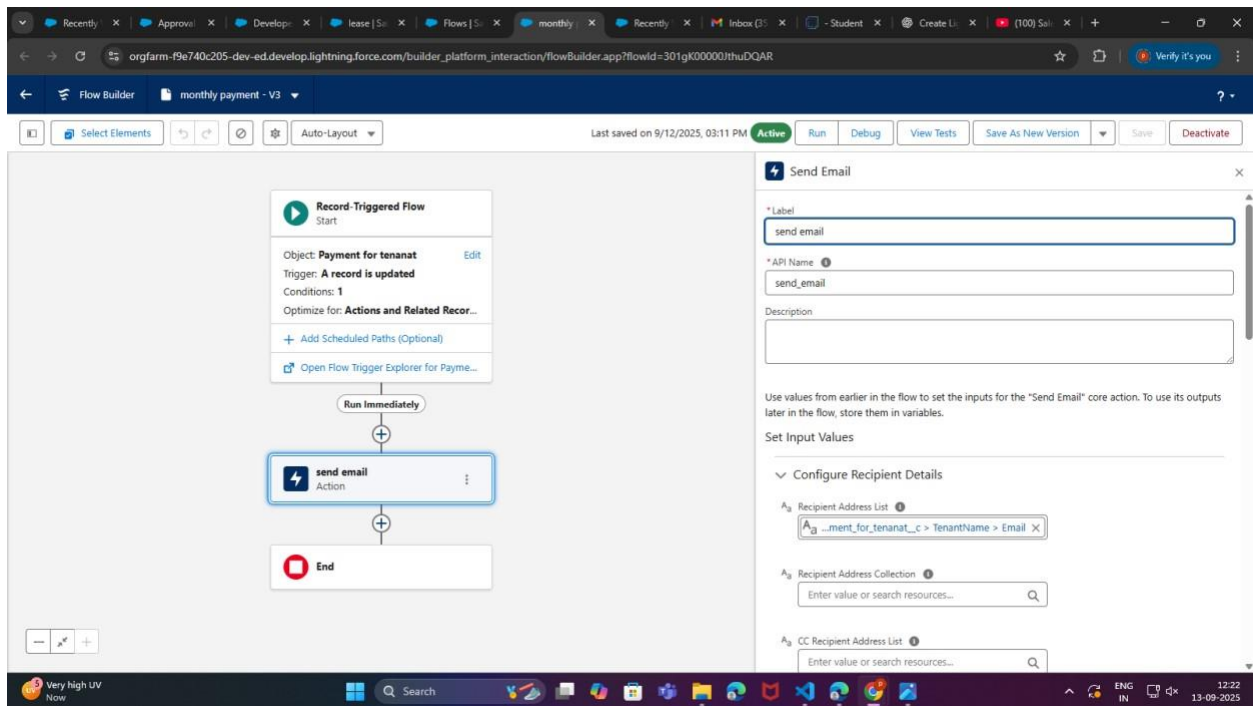 Recently
Approval
Develope
lease | Sa
Flows | S
monthly
Recently
Inbox (35
- Student
Create Li
(100) Sale
orgfarm-f9e740c205-dev-ed.develop.lightning.force.com/builder_platform_interaction/flowBuilder.app?flowId=301gK00000JthuDQAR
Verify it's you
Flow Builder
monthly payment - V3
?
Select Elements
Auto-Layout
Last saved on 9/12/2025, 03:11 PM
Active
Run
Debug
View Tests
Save As New Version
Save
Deactivate
Record-Triggered Flow
Start
Object: Payment for tenanat
Edit
Trigger: A record is updated
Conditions: 1
Optimize for: Actions and Related Recor...
+ Add Scheduled Paths (Optional)
Open Flow Trigger Explorer for Payme...
Run Immediately
send email
Action
End
Send Email
*Label
send email
*API Name
send_email
Description
Use values from earlier in the flow to set the inputs for the "Send Email" core action. To use its outputs
later in the flow, store them in variables.
Set Input Values
Configure Recipient Details
Aa Recipient Address List
Aa ...ment_for_tenanat__c > TenantName > Email
Aa Recipient Address Collection
Enter value or search resources...
Aa CC Recipient Address List
Enter value or search resources...
5
Very high UV
Now
Search
ENG
IN
12:22
13-09-2025